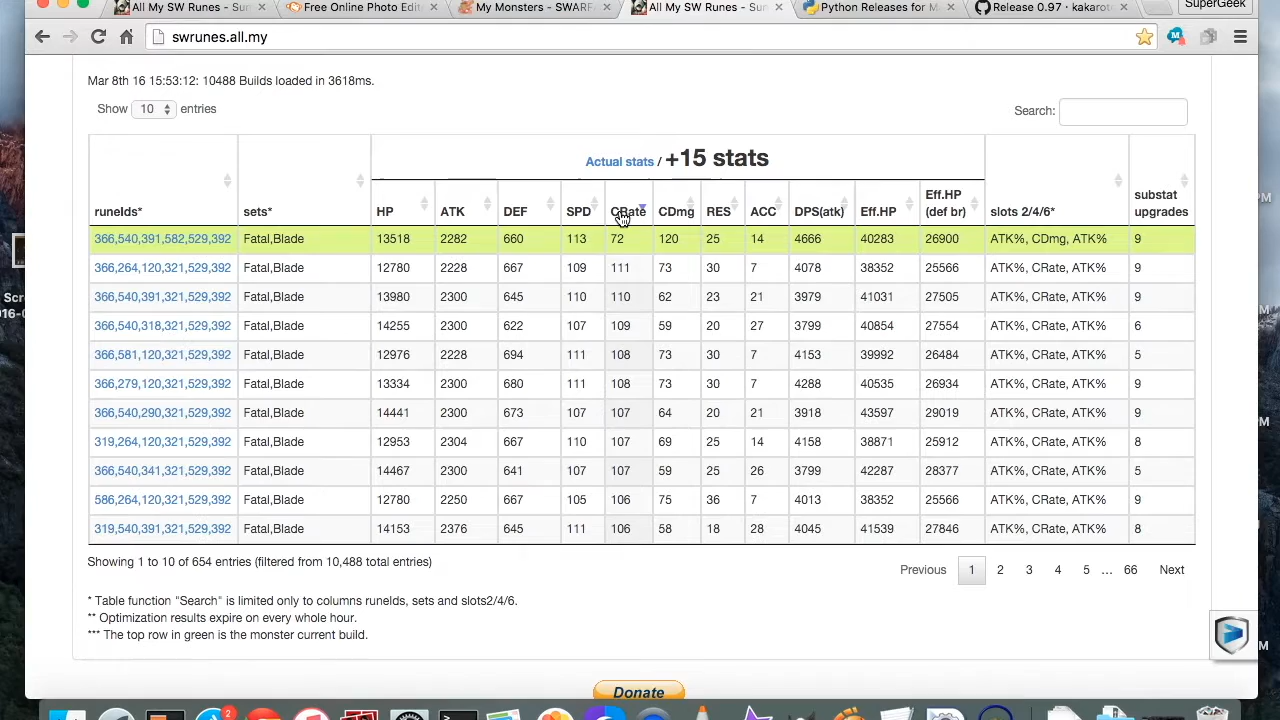 All My SW Runes - Su
Free Online Photo Edit
My Monsters - SWARF
All My SW Runes - Su
Python Releases for M
Release 0.97 - kakarot
SuperGeek
swrunes.all.my
Mar 8th 16 15:53:12: 10488 Builds loaded in 3618ms.
Show 10 entries
Search:
Actual stats / +15 stats
runeIds* sets* HP ATK DEF SPD CRate CDmg RES ACC DPS(atk) Eff.HP Eff.HP (def br) slots 2/4/6* substat upgrades
366,540,391,582,529,392 Fatal,Blade 13518 2282 660 113 72 120 25 14 4666 40283 26900 ATK%, CDmg, ATK% 9
366,264,120,321,529,392 Fatal,Blade 12780 2228 667 109 111 73 30 7 4078 38352 25566 ATK%, CRate, ATK% 9
366,540,391,321,529,392 Fatal,Blade 13980 2300 645 110 110 62 23 21 3979 41031 27505 ATK%, CRate, ATK% 9
366,540,318,321,529,392 Fatal,Blade 14255 2300 622 107 109 59 20 27 3799 40854 27554 ATK%, CRate, ATK% 6
366,581,120,321,529,392 Fatal,Blade 12976 2228 694 111 108 73 30 7 4153 39992 26484 ATK%, CRate, ATK% 5
366,279,120,321,529,392 Fatal,Blade 13334 2300 680 111 108 73 30 7 4288 40535 26934 ATK%, CRate, ATK% 9
366,540,290,321,529,392 Fatal,Blade 14441 2300 673 107 107 64 20 21 3918 43597 29019 ATK%, CRate, ATK% 9
319,264,120,321,529,392 Fatal,Blade 12953 2304 667 110 107 69 25 14 4158 38871 25912 ATK%, CRate, ATK% 8
366,540,341,321,529,392 Fatal,Blade 14467 2300 641 107 107 59 25 26 3799 42287 28377 ATK%, CRate, ATK% 5
586,264,120,321,529,392 Fatal,Blade 12780 2250 667 105 106 75 36 7 4013 38352 25566 ATK%, CRate, ATK% 9
319,540,391,321,529,392 Fatal,Blade 14153 2376 645 111 106 58 18 28 4045 41539 27846 ATK%, CRate, ATK% 8
Showing 1 to 10 of 654 entries (filtered from 10,488 total entries)
Previous 1 2 3 4 5 … 66 Next
* Table function "Search" is limited only to columns runeIds, sets and slots2/4/6.
** Optimization results expire on every whole hour.
*** The top row in green is the monster current build.
Donate
2